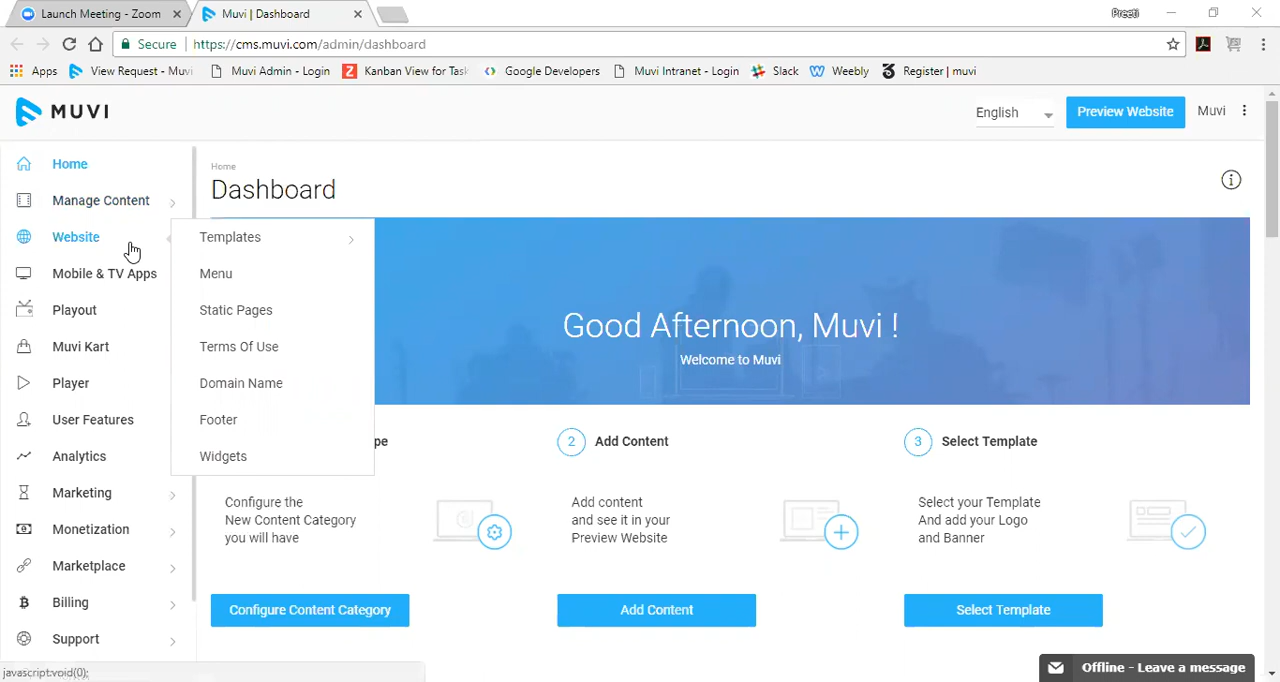 Launch Meeting - Zoom
Muvi | Dashboard
Preeti
Secure
https://cms.muvi.com/admin/dashboard
Apps
View Request - Muvi
Muvi Admin - Login
Kanban View for Task
Google Developers
Muvi Intranet - Login
Slack
Weebly
Register | muvi
MUVI
English
Preview Website
Muvi
Home
Manage Content
Website
Mobile & TV Apps
Playout
Muvi Kart
Player
User Features
Analytics
Marketing
Monetization
Marketplace
Billing
Support
Templates
Menu
Static Pages
Terms Of Use
Domain Name
Footer
Widgets
Home
Dashboard
Good Afternoon, Muvi !
Welcome to Muvi
pe
Configure the
New Content Category
you will have
Configure Content Category
2 Add Content
Add content
and see it in your
Preview Website
Add Content
3 Select Template
Select your Template
And add your Logo
and Banner
Select Template
javascript:void(0);
Offline - Leave a message